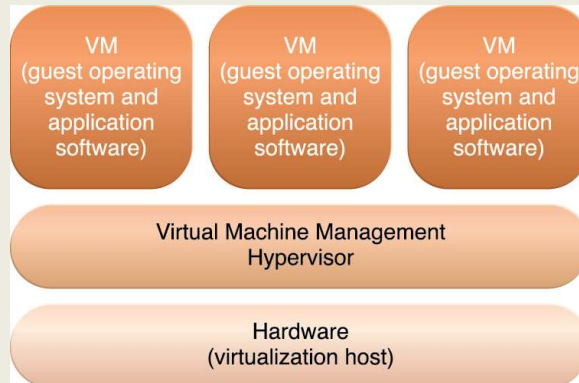 VM
(guest operating
system and
application
software)
VM
(guest operating
system and
application
software)
VM
(guest operating
system and
application
software)
Virtual Machine Management
Hypervisor
Hardware
(virtualization host)